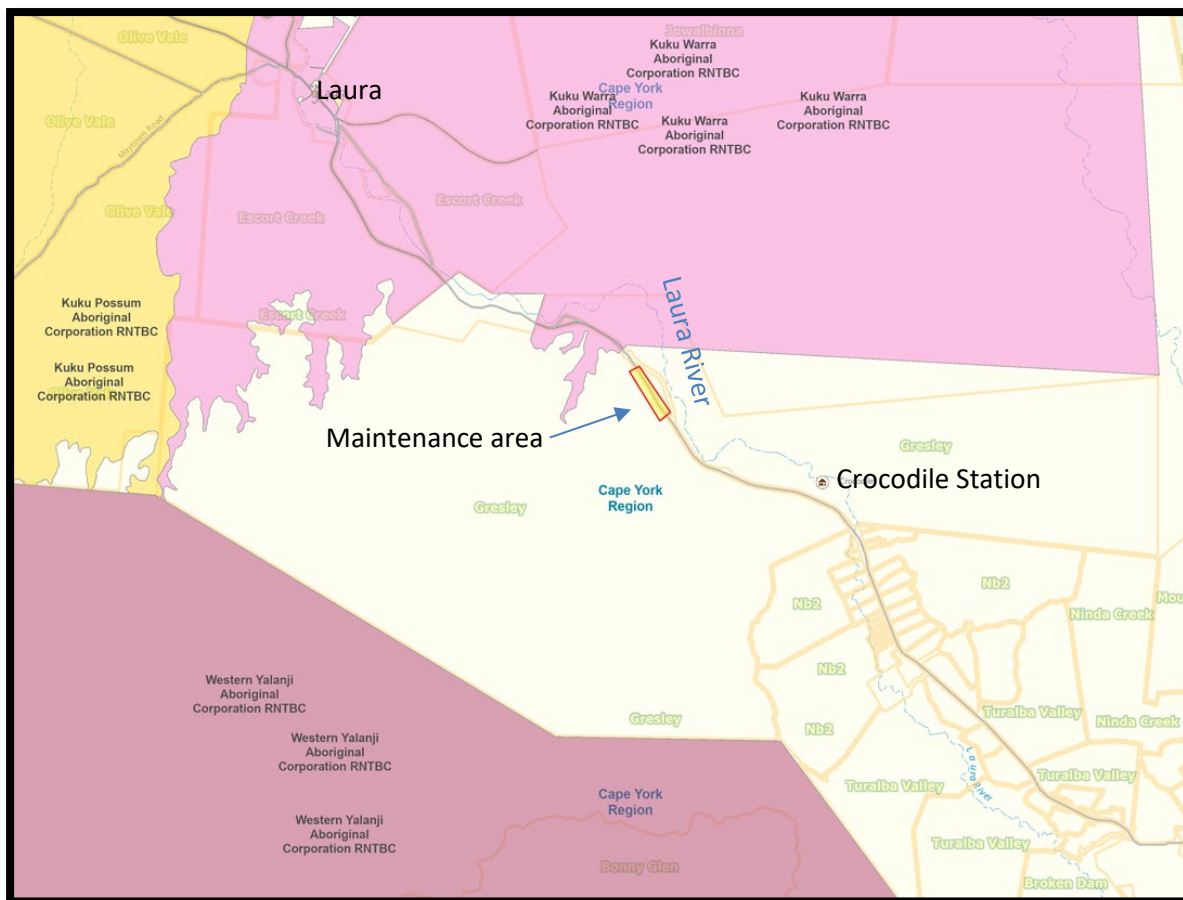 Olive Vale
Jowalbinna
Kuku Warra
Aboriginal
Corporation RNTBC
Cape York
Region
Laura
Kuku Warra
Aboriginal
Corporation RNTBC
Kuku Warra
Aboriginal
Corporation RNTBC
Kuku Warra
Aboriginal
Corporation RNTBC
Olive Vale
Maytown Road
Olive Vale
Escort Creek
Escort Creek
Kuku Possum
Aboriginal
Corporation RNTBC
Escort Creek
Laura River
Kuku Possum
Aboriginal
Corporation RNTBC
Maintenance area
Gresley
Crocodile Station
Gresley
Cape York
Region
Nb2
Nb2
Ninda Creek
Nb2
Western Yalanji
Aboriginal
Corporation RNTBC
Gresley
Nb2
Turalba Valley
Ninda Creek
Western Yalanji
Aboriginal
Corporation RNTBC
Laura River
Turalba Valley
Turalba Valley
Cape York
Region
Western Yalanji
Aboriginal
Corporation RNTBC
Turalba Valley
Bonny Glen
Broken Dam